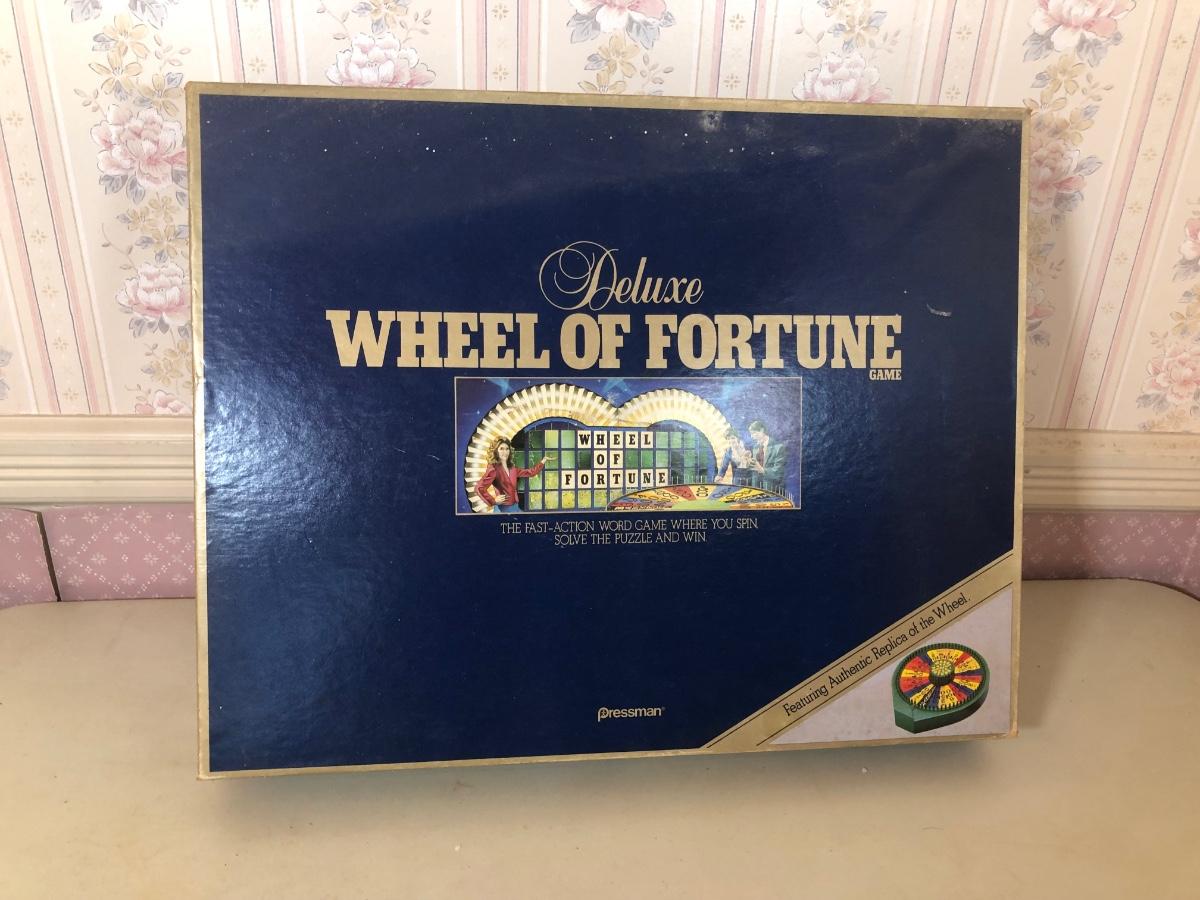 Deluxe
WHEEL OF FORTUNE
GAME
WHEEL
OF
FORTUNE
THE FAST-ACTION WORD GAME WHERE YOU SPIN,
SOLVE THE PUZZLE AND WIN.
Featuring Authentic Replica of the Wheel.
pressman®